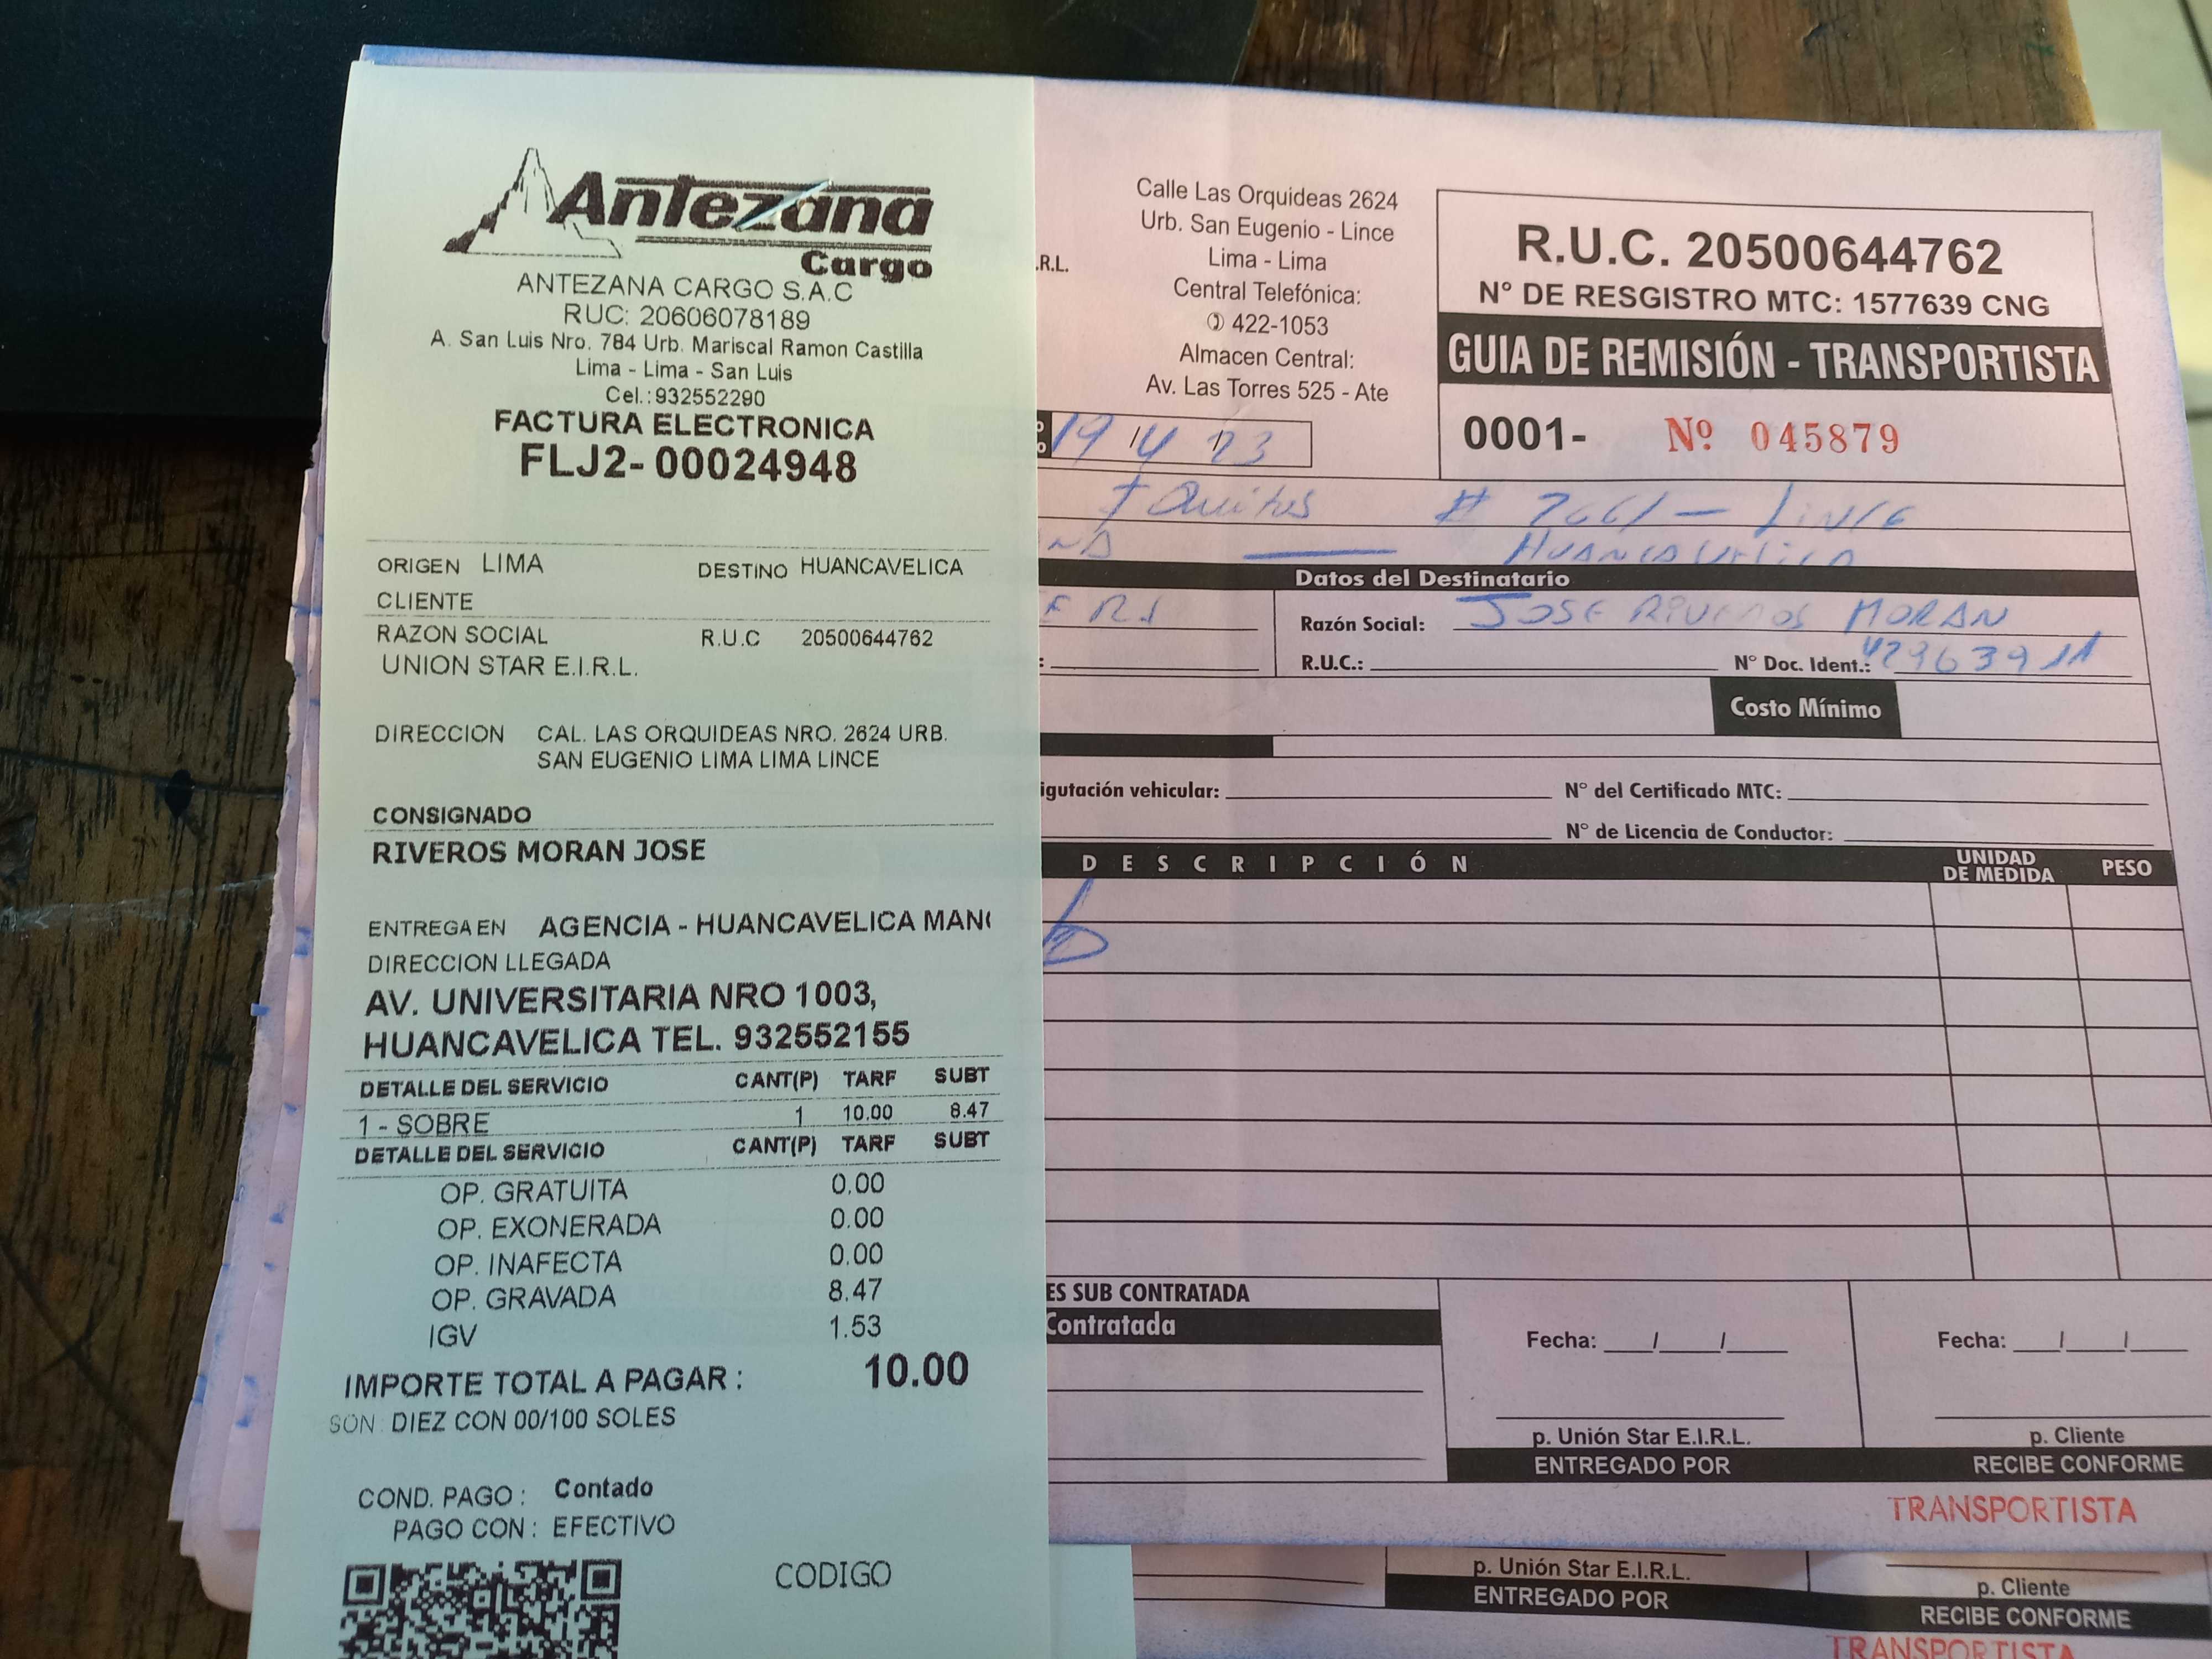 Antezana
Cargo
ANTEZANA CARGO S.A.C
RUC: 20606078189
A. San Luis Nro. 784 Urb. Mariscal Ramon Castilla
Lima - Lima - San Luis
Cel.:932552290
FACTURA ELECTRONICA
FLJ2- 00024948
ORIGEN LIMA DESTINO HUANCAVELICA
CLIENTE
RAZON SOCIAL R.U.C 20500644762
UNION STAR E.I.R.L.
DIRECCION CAL. LAS ORQUIDEAS NRO. 2624 URB.
SAN EUGENIO LIMA LIMA LINCE
CONSIGNADO
RIVEROS MORAN JOSE
ENTREGA EN AGENCIA - HUANCAVELICA MAN
DIRECCION LLEGADA
AV. UNIVERSITARIA NRO 1003,
HUANCAVELICA TEL. 932552155
DETALLE DEL SERVICIO CANT(P) TARF SUBT
1 - SOBRE 1 10.00 8.47
DETALLE DEL SERVICIO CANT(P) TARF SUBT
OP. GRATUITA 0.00
OP. EXONERADA 0.00
OP. INAFECTA 0.00
OP. GRAVADA 8.47
IGV 1.53
IMPORTE TOTAL A PAGAR : 10.00
SON: DIEZ CON 00/100 SOLES
COND. PAGO : Contado
PAGO CON : EFECTIVO
CODIGO
.R.L.
Calle Las Orquideas 2624
Urb. San Eugenio - Lince
Lima - Lima
Central Telefónica:
422-1053
Almacen Central:
Av. Las Torres 525 - Ate
R.U.C. 20500644762
N° DE RESGISTRO MTC: 1577639 CNG
GUIA DE REMISIÓN - TRANSPORTISTA
0001- Nº 045879
19 / 4 / 23
HUANCAVELICA
Datos del Destinatario
Razón Social: JOSE RIVEROS MORAN
R.U.C.: N° Doc. Ident.: 42963911
Costo Mínimo
igutación vehicular: N° del Certificado MTC:
N° de Licencia de Conductor:
DESCRIPCIÓN UNIDAD DE MEDIDA PESO
ES SUB CONTRATADA
Contratada
Fecha: / / Fecha: / /
p. Unión Star E.I.R.L. p. Cliente
ENTREGADO POR RECIBE CONFORME
TRANSPORTISTA
p. Unión Star E.I.R.L. p. Cliente
ENTREGADO POR RECIBE CONFORME
TRANSPORTISTA